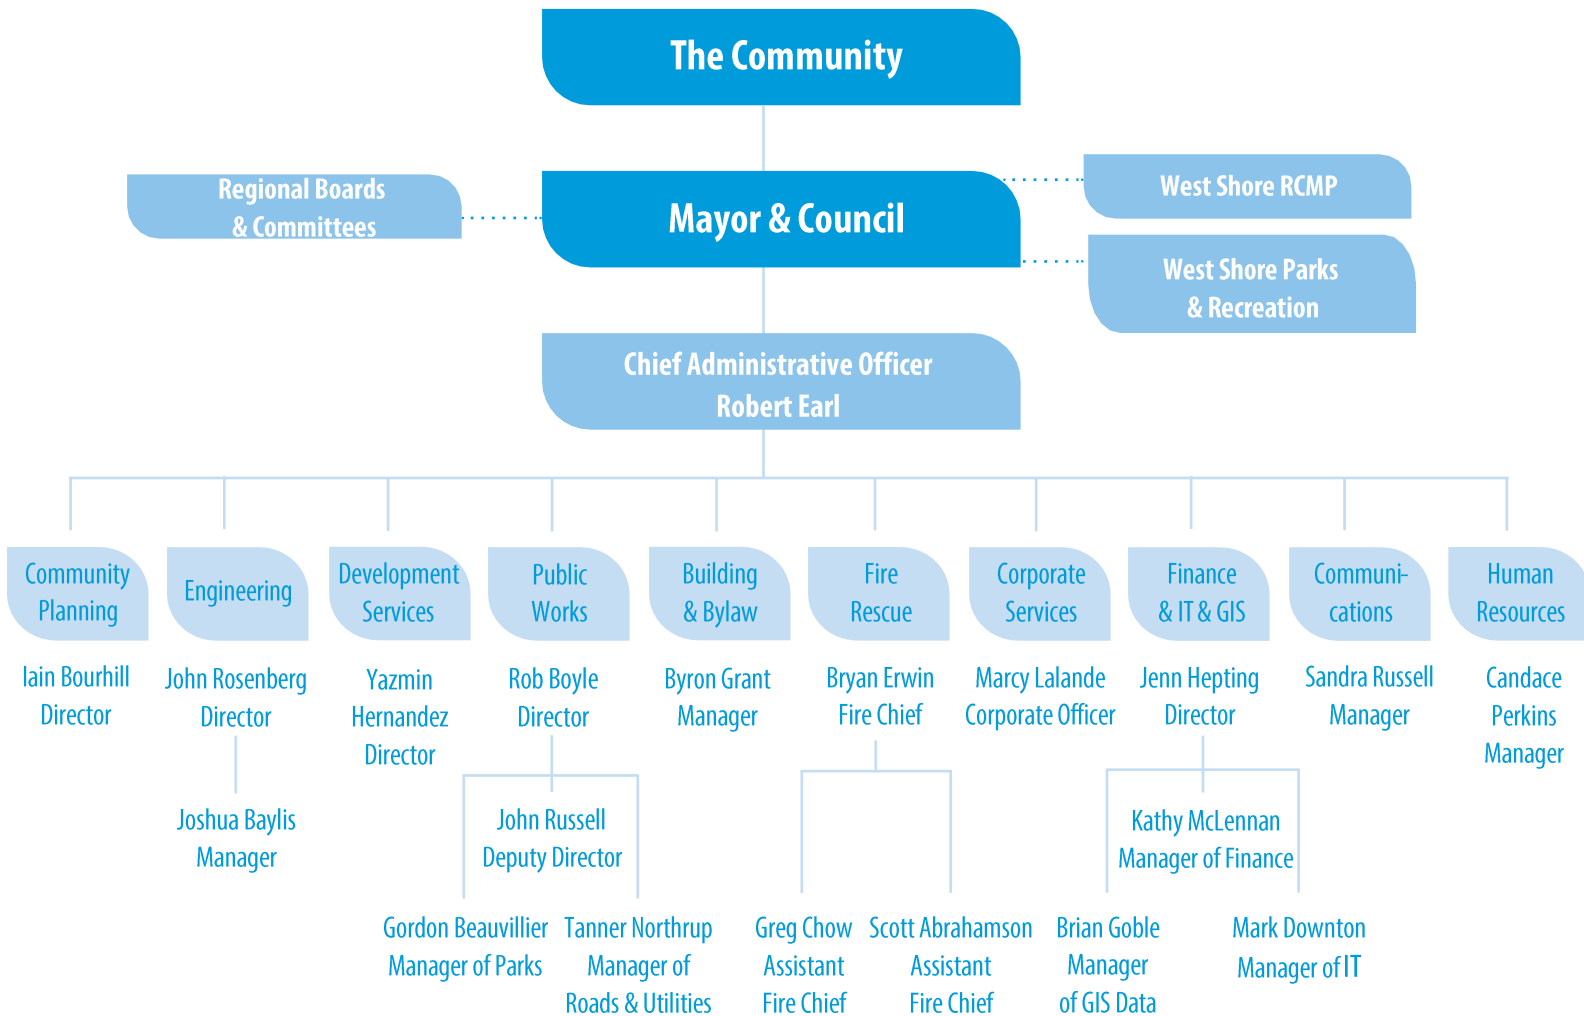 The Community
Regional Boards
& Committees
Mayor & Council
West Shore RCMP
West Shore Parks
& Recreation
Chief Administrative Officer
Robert Earl
Community
Planning
Iain Bourhill
Director
Engineering
John Rosenberg
Director
Joshua Baylis
Manager
Development
Services
Yazmin
Hernandez
Director
Public
Works
Rob Boyle
Director
John Russell
Deputy Director
Gordon Beauvillier
Manager of Parks
Tanner Northrup
Manager of
Roads & Utilities
Building
& Bylaw
Byron Grant
Manager
Fire
Rescue
Bryan Erwin
Fire Chief
Greg Chow
Assistant
Fire Chief
Scott Abrahamson
Assistant
Fire Chief
Corporate
Services
Marcy Lalande
Corporate Officer
Finance
& IT & GIS
Jenn Hepting
Director
Kathy McLennan
Manager of Finance
Brian Goble
Manager
of GIS Data
Mark Downton
Manager of IT
Communi-
cations
Sandra Russell
Manager
Human
Resources
Candace
Perkins
Manager